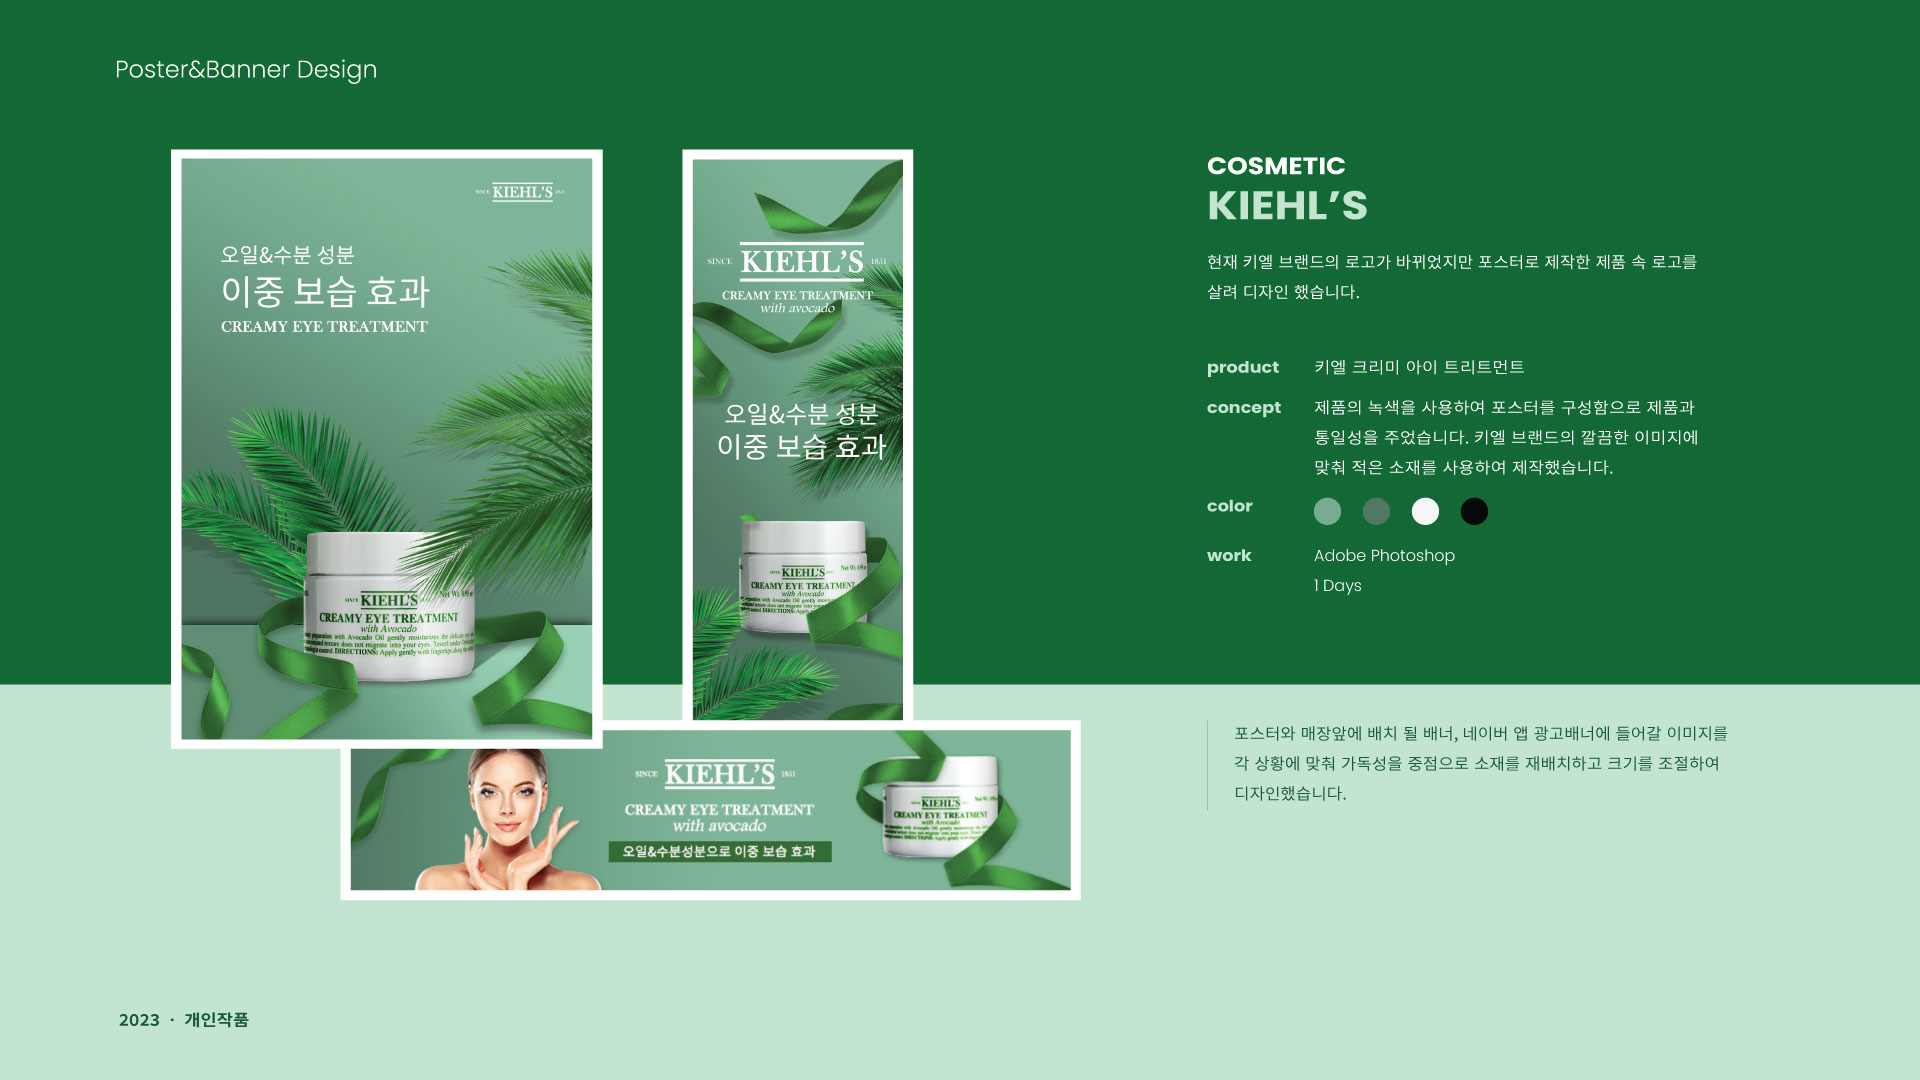 Poster&Banner Design
SINCE KIEHL'S 1851
오일&수분 성분
이중 보습 효과
CREAMY EYE TREATMENT
SINCE KIEHL'S
CREAMY EYE TREATMENT
with Avocado
preparation with Avocado Oil gently moisturizes the delicate
texture does not migrate into your eyes. Tested under
control. DIRECTIONS: Apply gently with fingertips along the
SINCE KIEHL'S 1851
CREAMY EYE TREATMENT
with avocado
오일&수분 성분
이중 보습 효과
KIEHL'S
CREAMY EYE TREATMENT
with Avocado
SINCE KIEHL'S 1851
CREAMY EYE TREATMENT
with avocado
오일&수분성분으로 이중 보습 효과
KIEHL'S
CREAMY EYE TREATMENT
with Avocado
COSMETIC
KIEHL’S
현재 키엘 브랜드의 로고가 바뀌었지만 포스터로 제작한 제품 속 로고를
살려 디자인 했습니다.
product 키엘 크리미 아이 트리트먼트
concept 제품의 녹색을 사용하여 포스터를 구성함으로 제품과
통일성을 주었습니다. 키엘 브랜드의 깔끔한 이미지에
맞춰 적은 소재를 사용하여 제작했습니다.
color
work Adobe Photoshop
1 Days
포스터와 매장앞에 배치 될 배너, 네이버 앱 광고배너에 들어갈 이미지를
각 상황에 맞춰 가독성을 중점으로 소재를 재배치하고 크기를 조절하여
디자인했습니다.
2023 · 개인작품